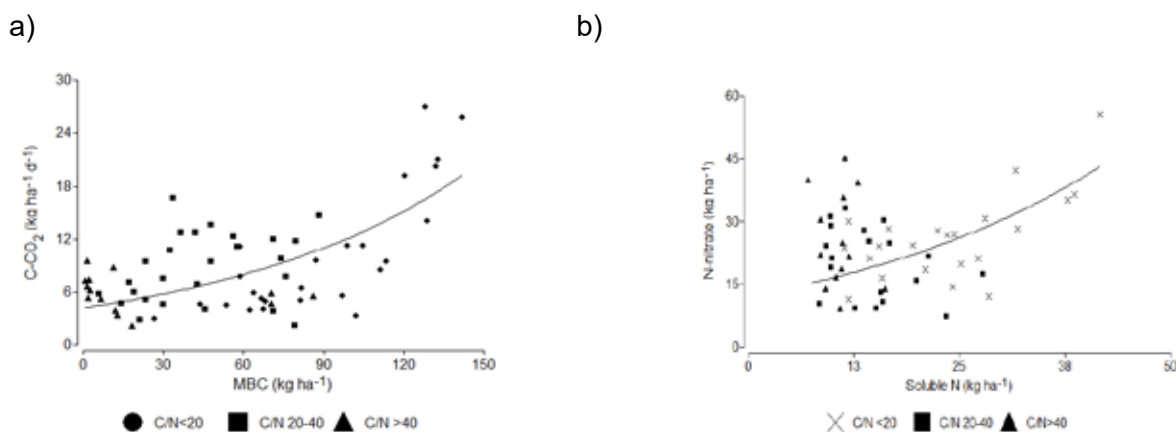 a)
b)
30
24
18
12
6
0
C-CO₂ (kg ha⁻¹ d⁻¹)
0 30 60 90 120 150
MBC (kg ha⁻¹)
C/N<20 C/N 20-40 C/N >40
60
45
30
15
0
N-nitrate (kg ha⁻¹)
0 13 25 38 50
Soluble N (kg ha⁻¹)
C/N <20 C/N 20-40 C/N>40